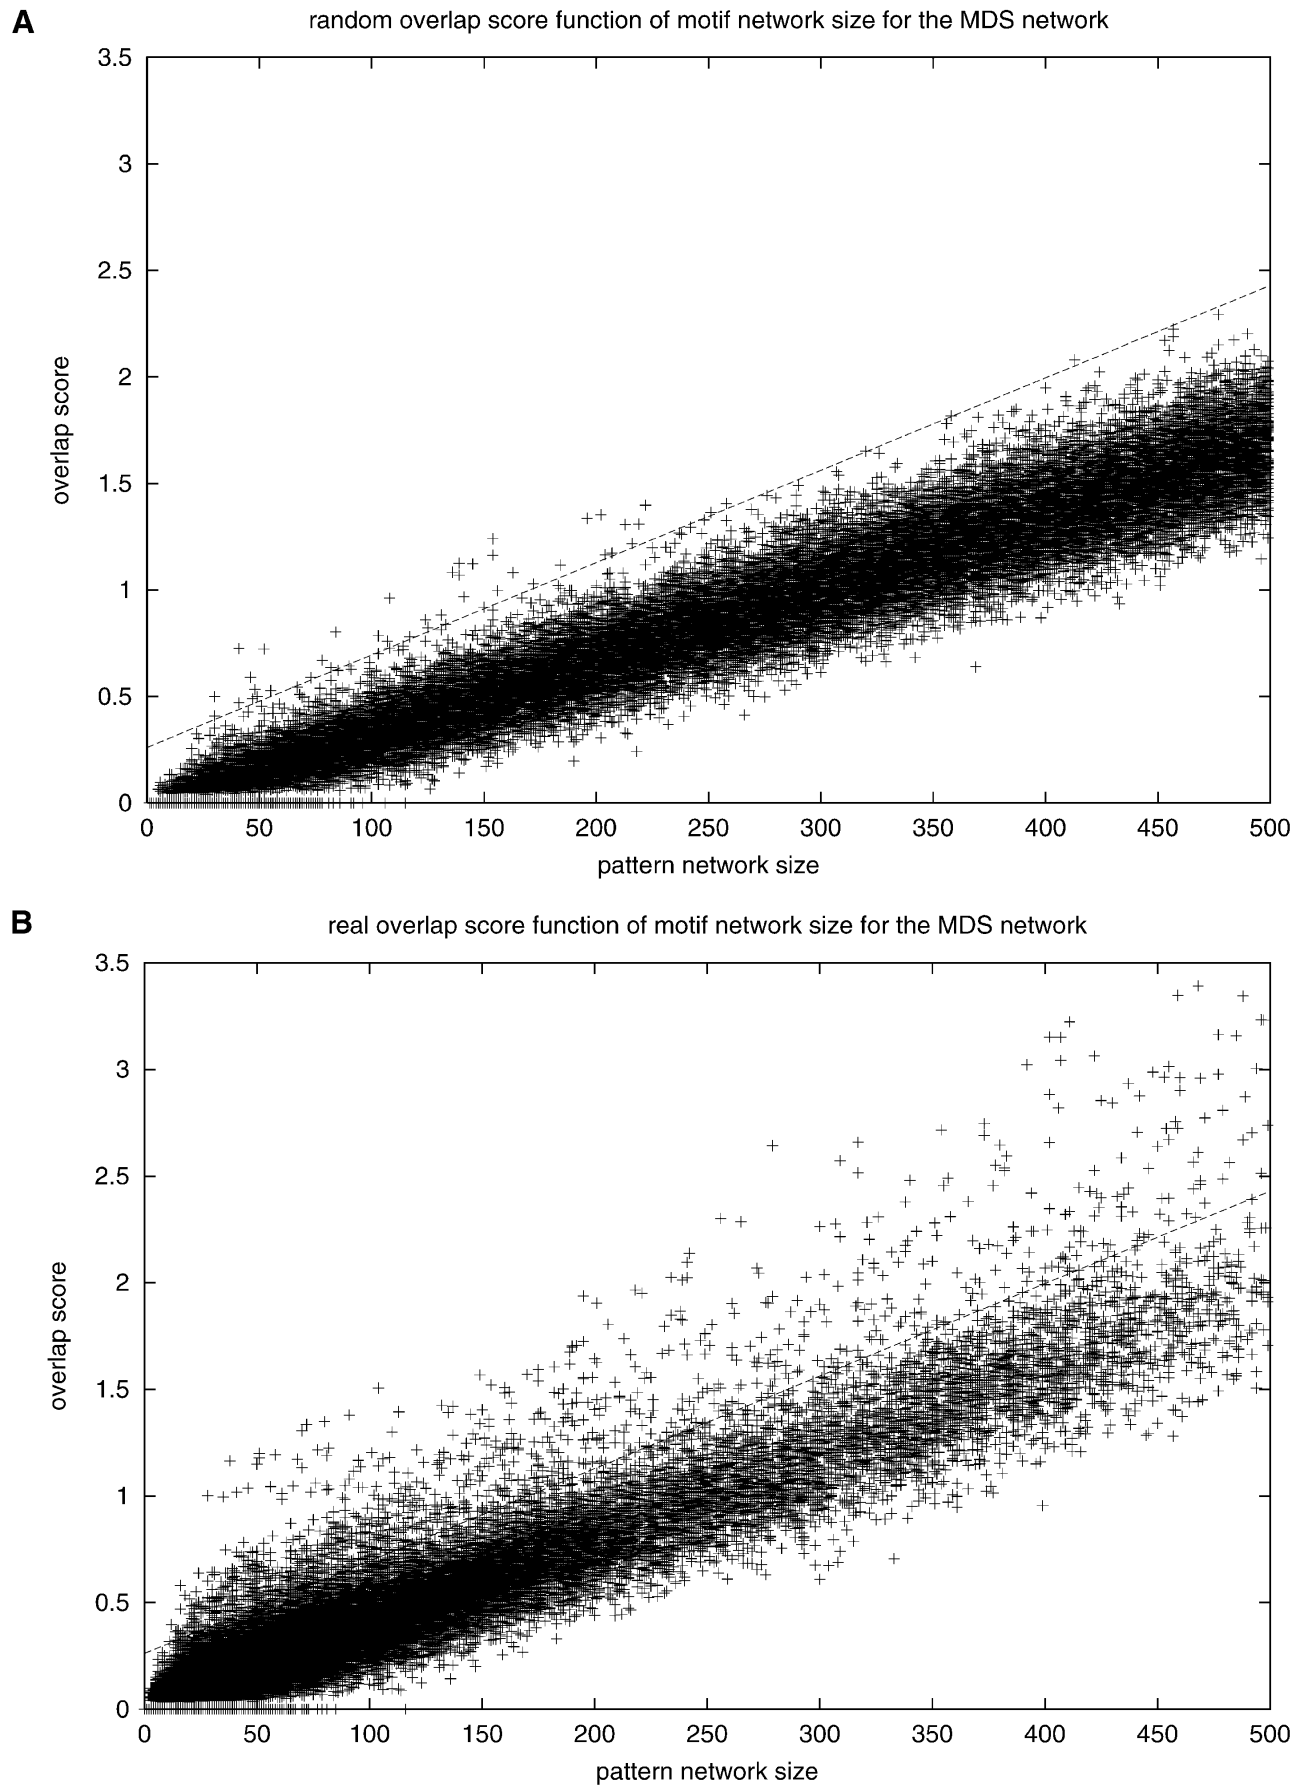 A
random overlap score function of motif network size for the MDS network
3.5
3
2.5
2
1.5
1
0.5
0
overlap score
0 50 100 150 200 250 300 350 400 450 500
pattern network size
B
real overlap score function of motif network size for the MDS network
3.5
3
2.5
2
1.5
1
0.5
0
overlap score
0 50 100 150 200 250 300 350 400 450 500
pattern network size